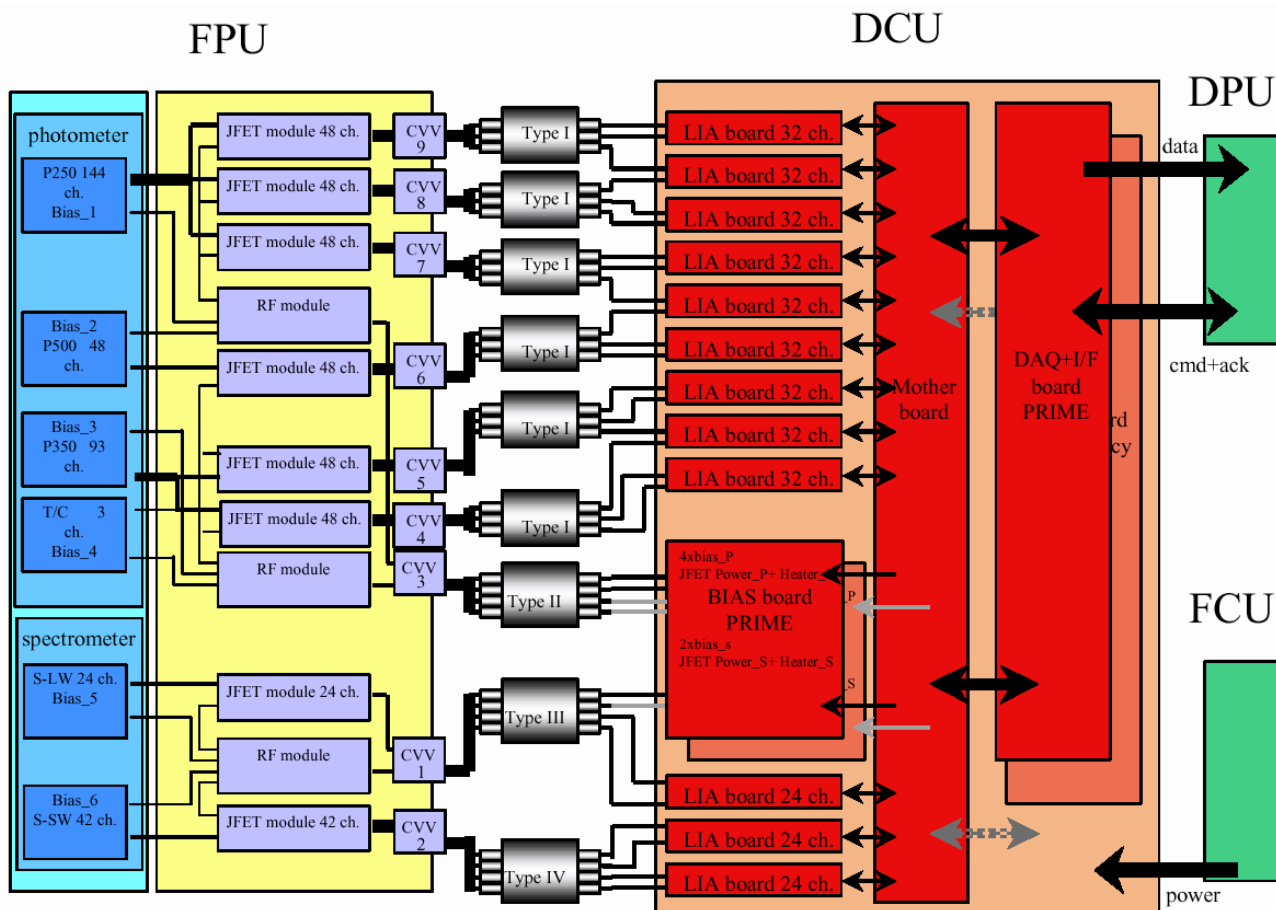 FPU
DCU
DPU
FCU
photometer
P250 144
ch.
Bias_1
Bias_2
P500 48
ch.
Bias_3
P350 93
ch.
T/C 3
ch.
Bias_4
spectrometer
S-LW 24 ch.
Bias_5
Bias_6
S-SW 42 ch.
JFET module 48 ch.
JFET module 48 ch.
JFET module 48 ch.
RF module
JFET module 48 ch.
JFET module 48 ch.
JFET module 48 ch.
RF module
JFET module 24 ch.
RF module
JFET module 42 ch.
CVV
9
CVV
8
CVV
7
CVV
6
CVV
5
CVV
4
CVV
3
CVV
1
CVV
2
Type I
Type I
Type I
Type I
Type I
Type I
Type II
Type III
Type IV
LIA board 32 ch.
LIA board 32 ch.
LIA board 32 ch.
LIA board 32 ch.
LIA board 32 ch.
LIA board 32 ch.
LIA board 32 ch.
LIA board 32 ch.
LIA board 32 ch.
4xbias_P
JFET Power_P+ Heater_
_P
BIAS board
PRIME
2xbias_s
JFET Power_S+ Heater_S
_S
LIA board 24 ch.
LIA board 24 ch.
LIA board 24 ch.
Mother
board
DAQ+I/F
board
PRIME
rd
cy
data
cmd+ack
power